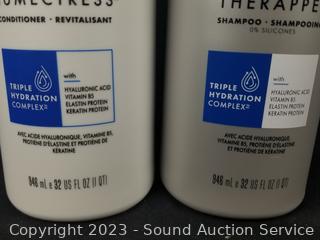 HUMECTRESS
CONDITIONER · REVITALISANT
TRIPLE
HYDRATION
COMPLEX
with
HYALURONIC ACID
VITAMIN B5
ELASTIN PROTEIN
KERATIN PROTEIN
AVEC ACIDE HYALURONIQUE, VITAMINE B5,
PROTÉINE D'ÉLASTINE ET PROTÉINE DE
KÉRATINE
946 mL e 32 US FL OZ (1 QT)
THERAPPE
SHAMPOO · SHAMPOOING
0% SILICONES
TRIPLE
HYDRATION
COMPLEX
with
HYALURONIC ACID
VITAMIN B5
ELASTIN PROTEIN
KERATIN PROTEIN
AVEC ACIDE HYALURONIQUE, VITAMINE B5,
PROTÉINE D'ÉLASTINE ET PROTÉINE DE
KÉRATINE
946 mL e 32 US FL OZ (1 QT)
Copyright 2023 - Sound Auction Service